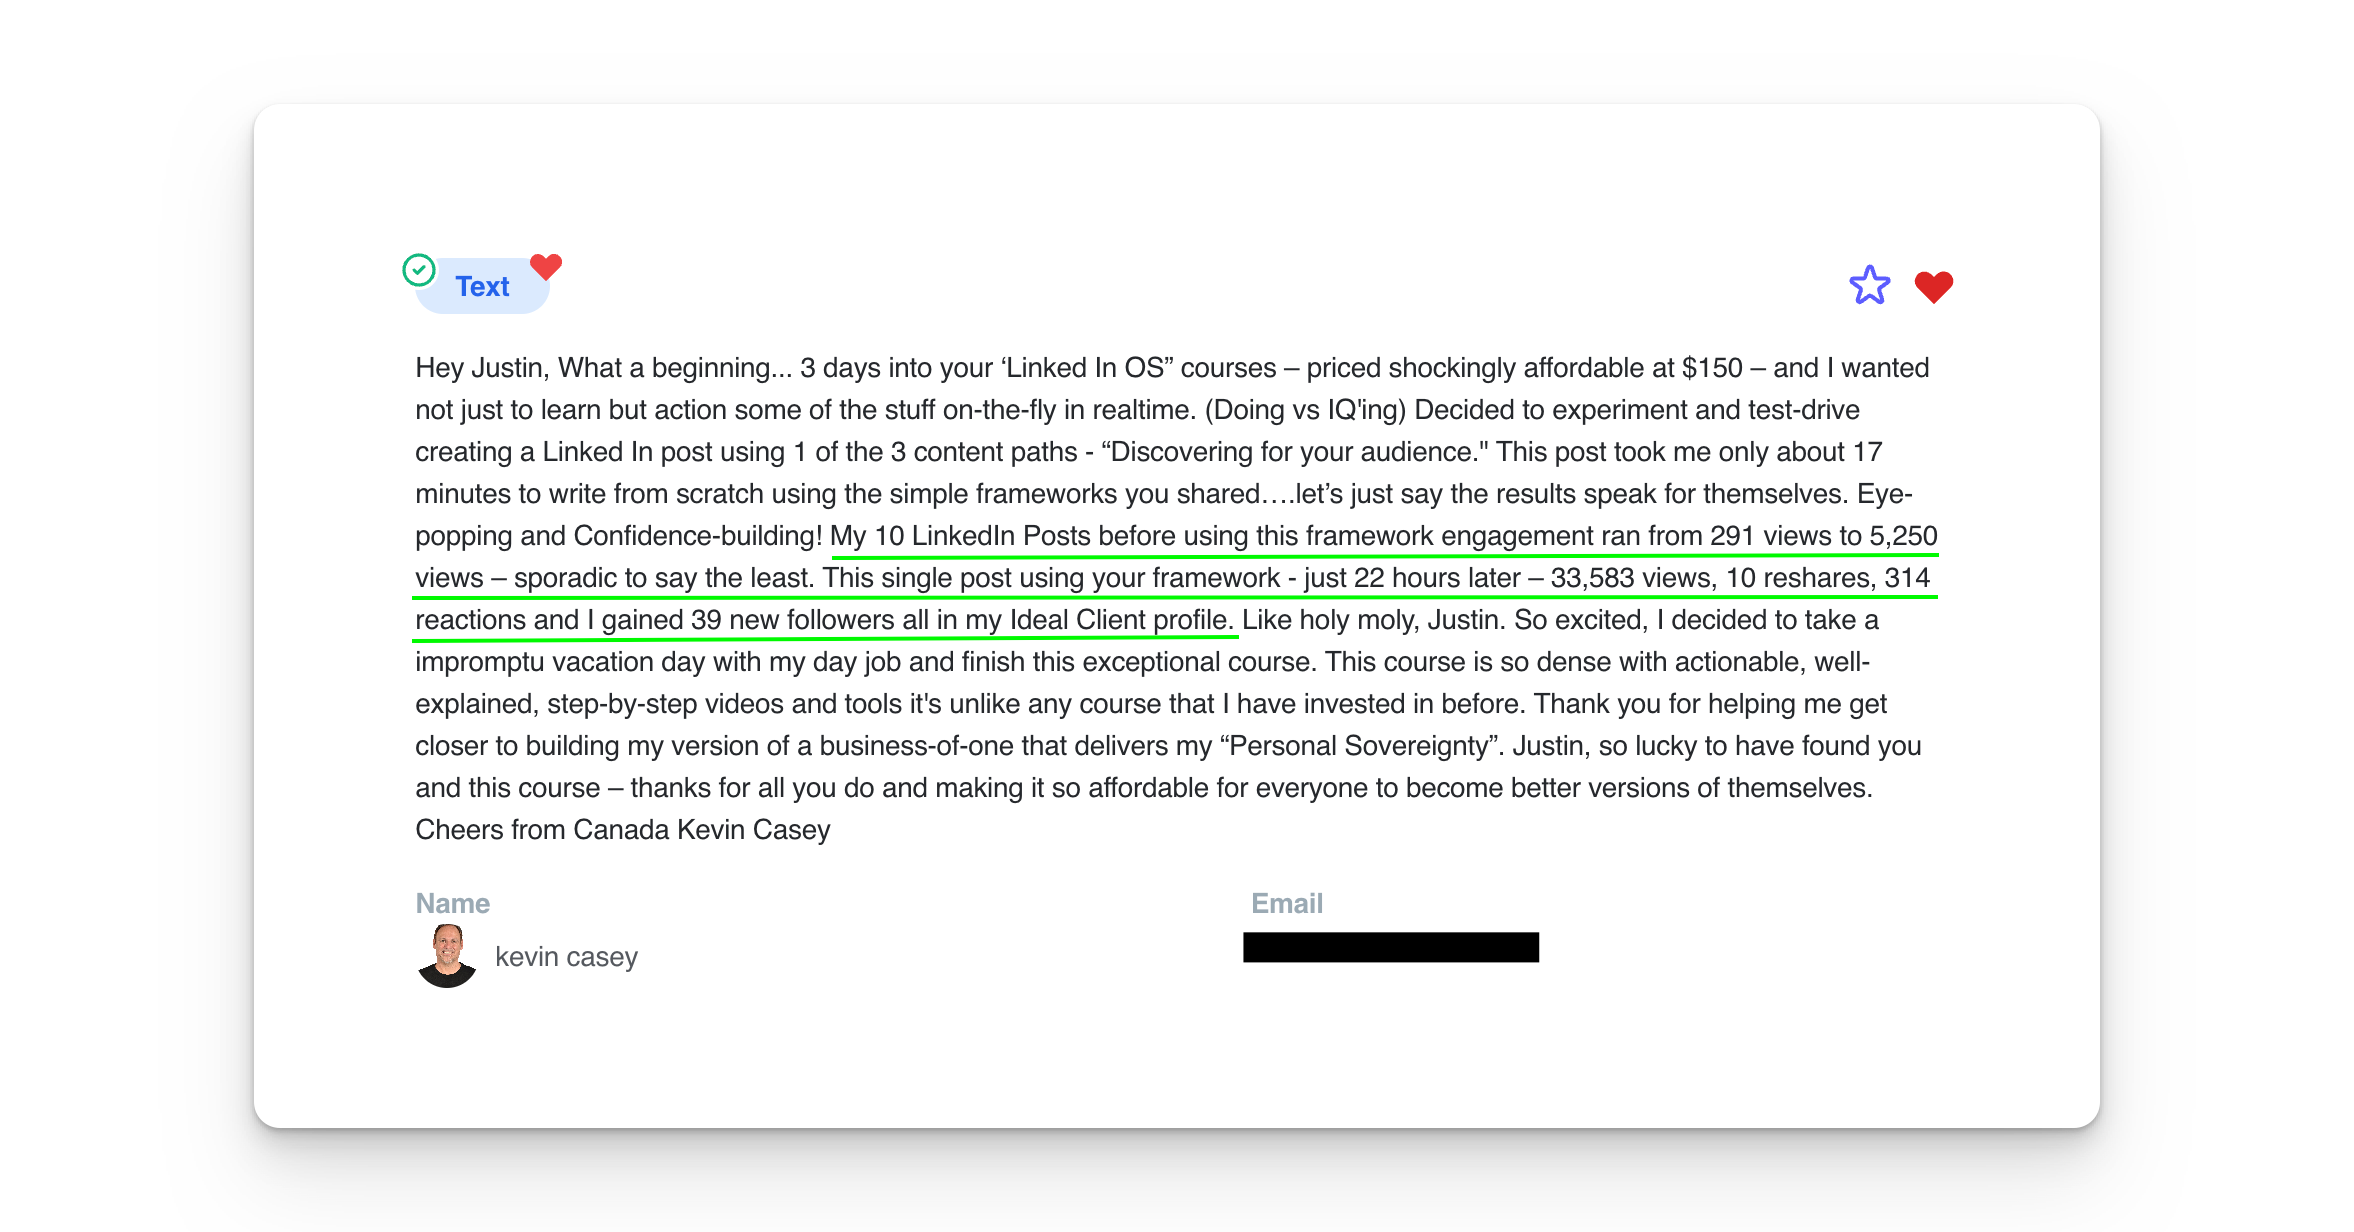 Text
Hey Justin, What a beginning... 3 days into your ‘Linked In OS” courses – priced shockingly affordable at $150 – and I wanted
not just to learn but action some of the stuff on-the-fly in realtime. (Doing vs IQ'ing) Decided to experiment and test-drive
creating a Linked In post using 1 of the 3 content paths - “Discovering for your audience." This post took me only about 17
minutes to write from scratch using the simple frameworks you shared….let’s just say the results speak for themselves. Eye-
popping and Confidence-building! My 10 LinkedIn Posts before using this framework engagement ran from 291 views to 5,250
views – sporadic to say the least. This single post using your framework - just 22 hours later – 33,583 views, 10 reshares, 314
reactions and I gained 39 new followers all in my Ideal Client profile. Like holy moly, Justin. So excited, I decided to take a
impromptu vacation day with my day job and finish this exceptional course. This course is so dense with actionable, well-
explained, step-by-step videos and tools it's unlike any course that I have invested in before. Thank you for helping me get
closer to building my version of a business-of-one that delivers my “Personal Sovereignty”. Justin, so lucky to have found you
and this course – thanks for all you do and making it so affordable for everyone to become better versions of themselves.
Cheers from Canada Kevin Casey
Name
kevin casey
Email